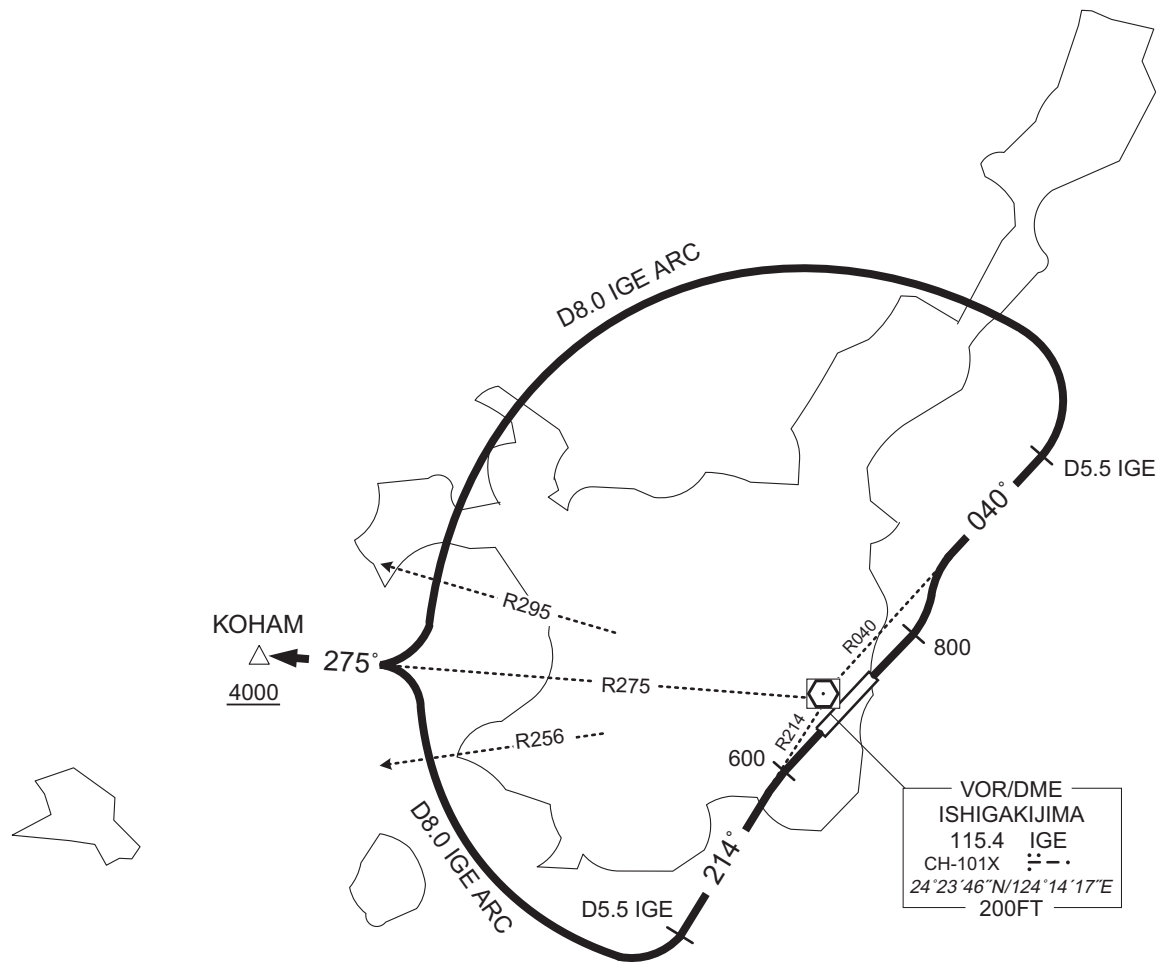 D8.0 IGE ARC
D5.5 IGE
040°
R295
KOHAM
275°
4000
R275
R040
800
R256
R214
600
214°
D8.0 IGE ARC
D5.5 IGE
VOR/DME
ISHIGAKIJIMA
115.4 IGE
CH-101X
24°23´46˝N/124°14´17˝E
200FT